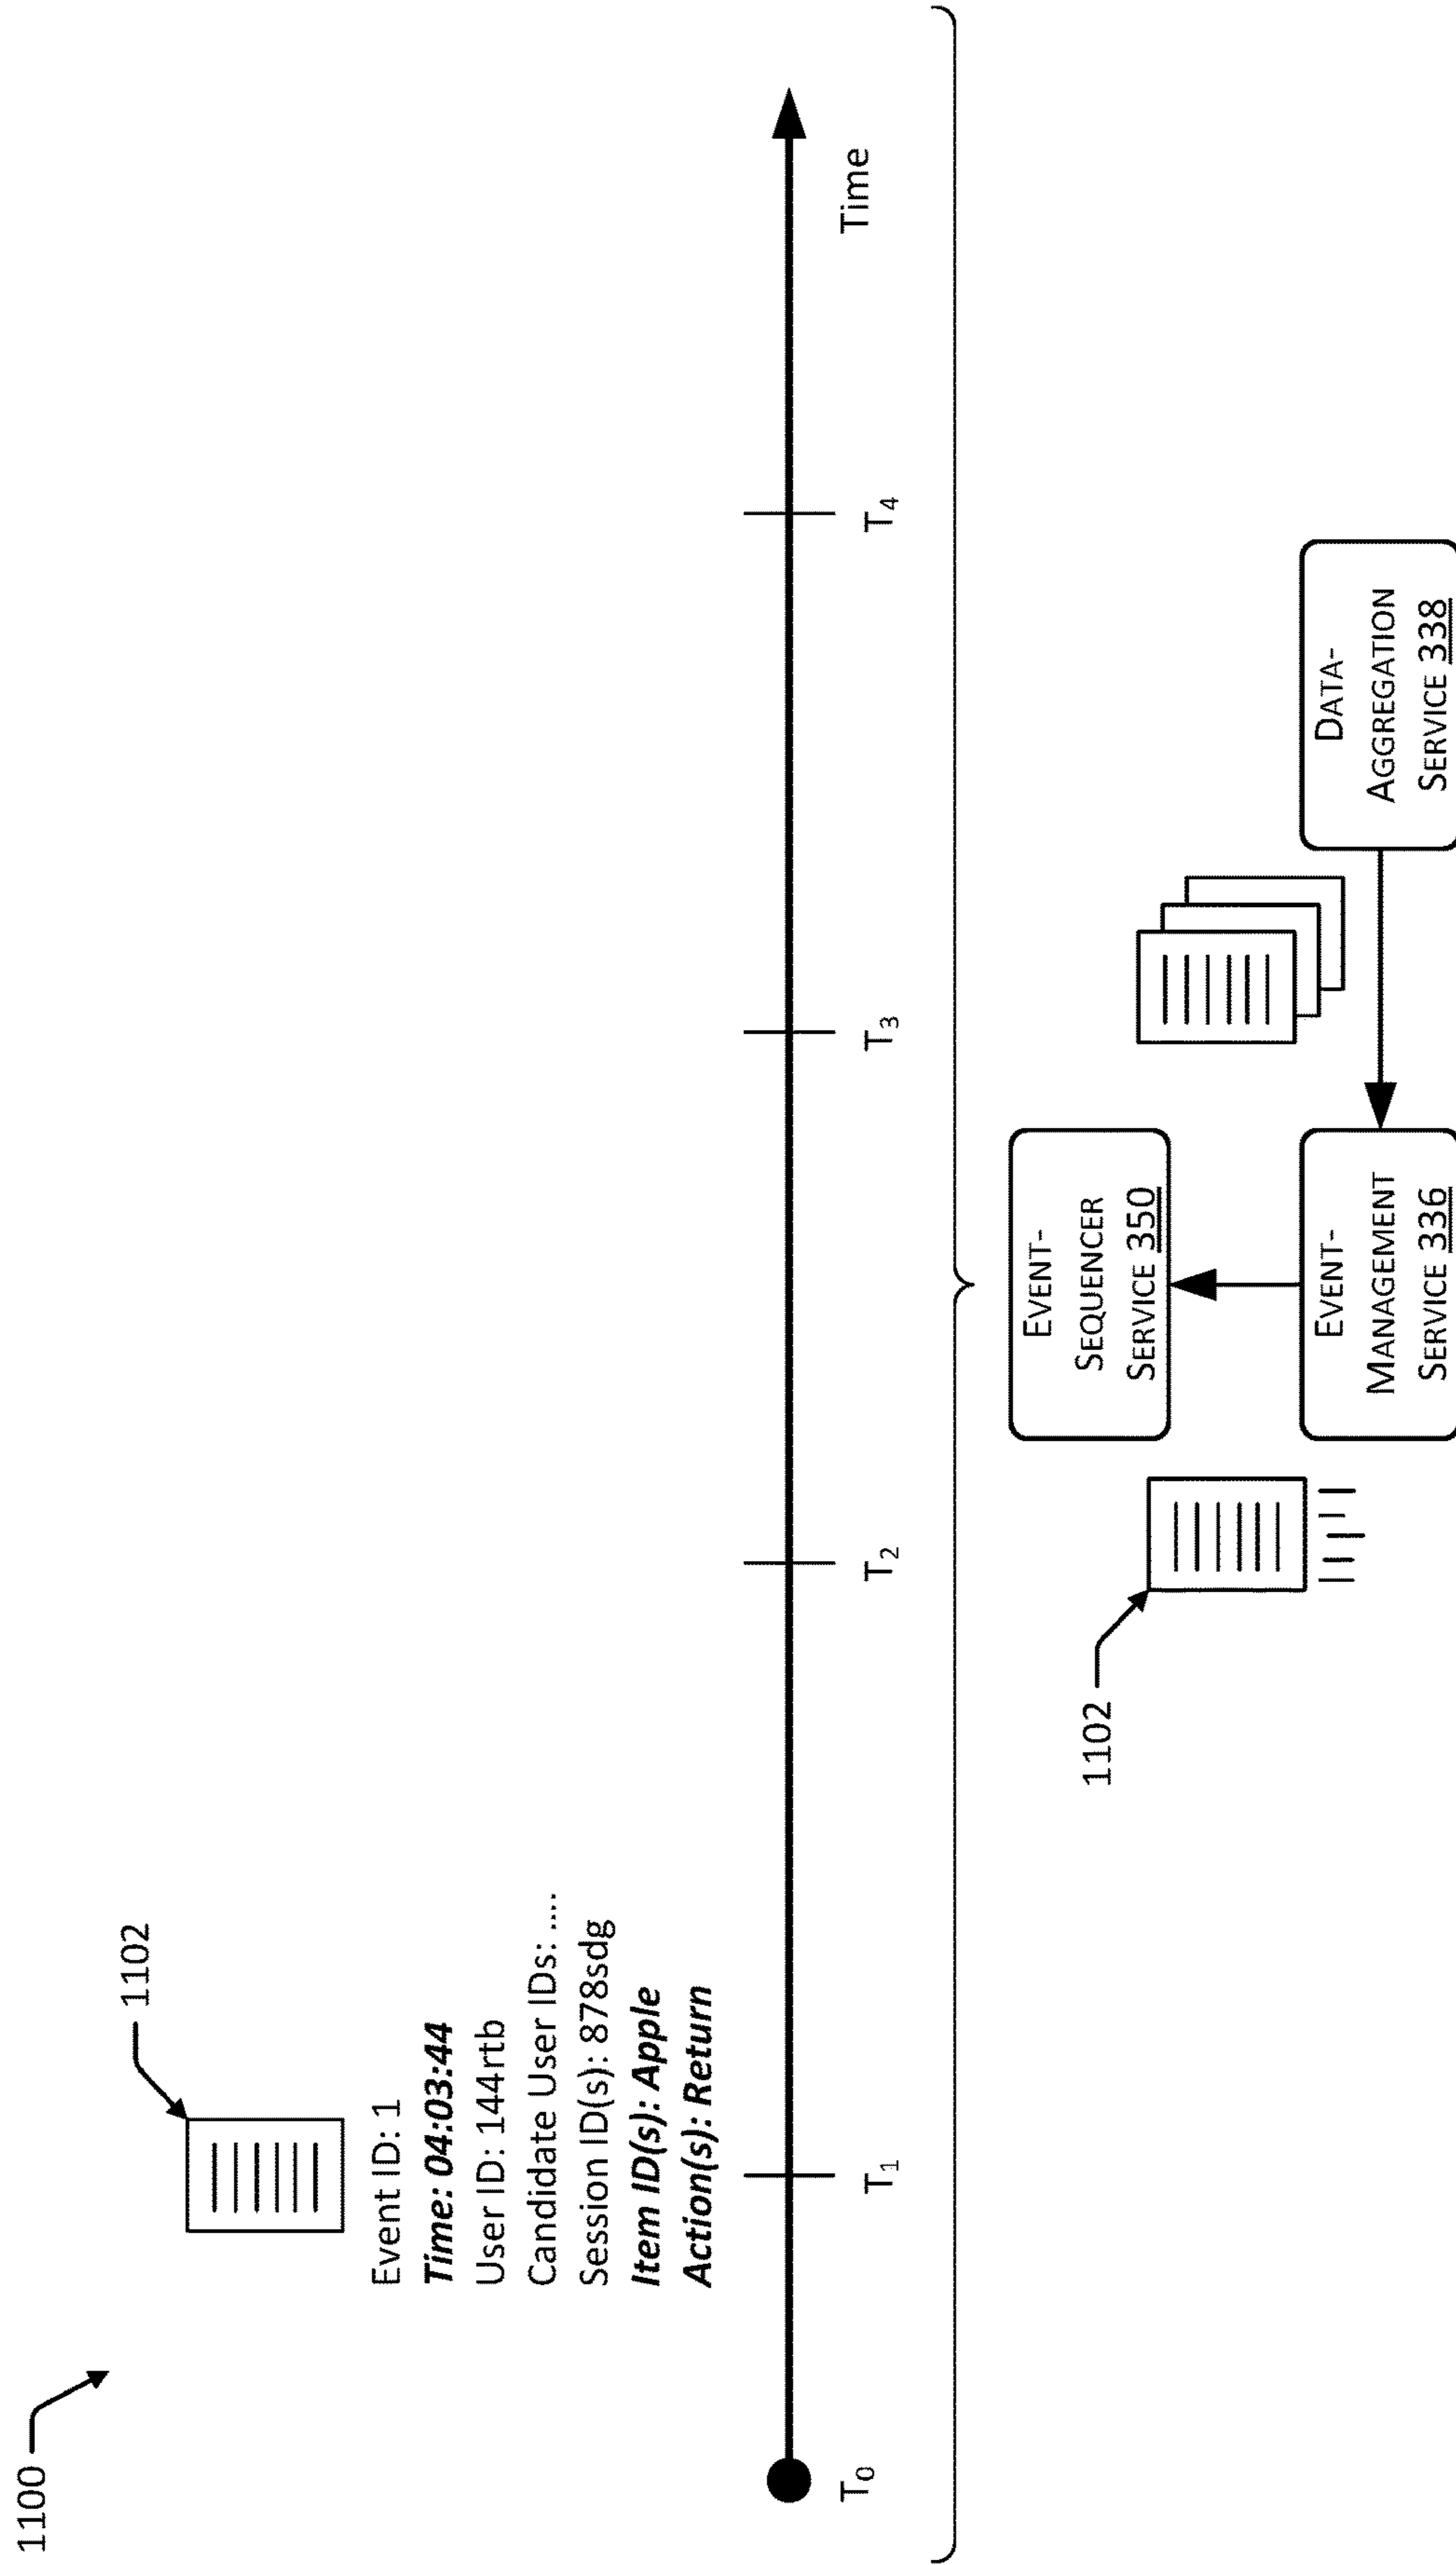 1100
1102
Event ID: 1
Time: 04:03:44
User ID: 144rtb
Candidate User IDs: ....
Session ID(s): 878sdg
Item ID(s): Apple
Action(s): Return
T0
T1
T2
T3
T4
Time
EVENT-
SEQUENCER
SERVICE 350
1102
EVENT-
MANAGEMENT
SERVICE 336
DATA-
AGGREGATION
SERVICE 338